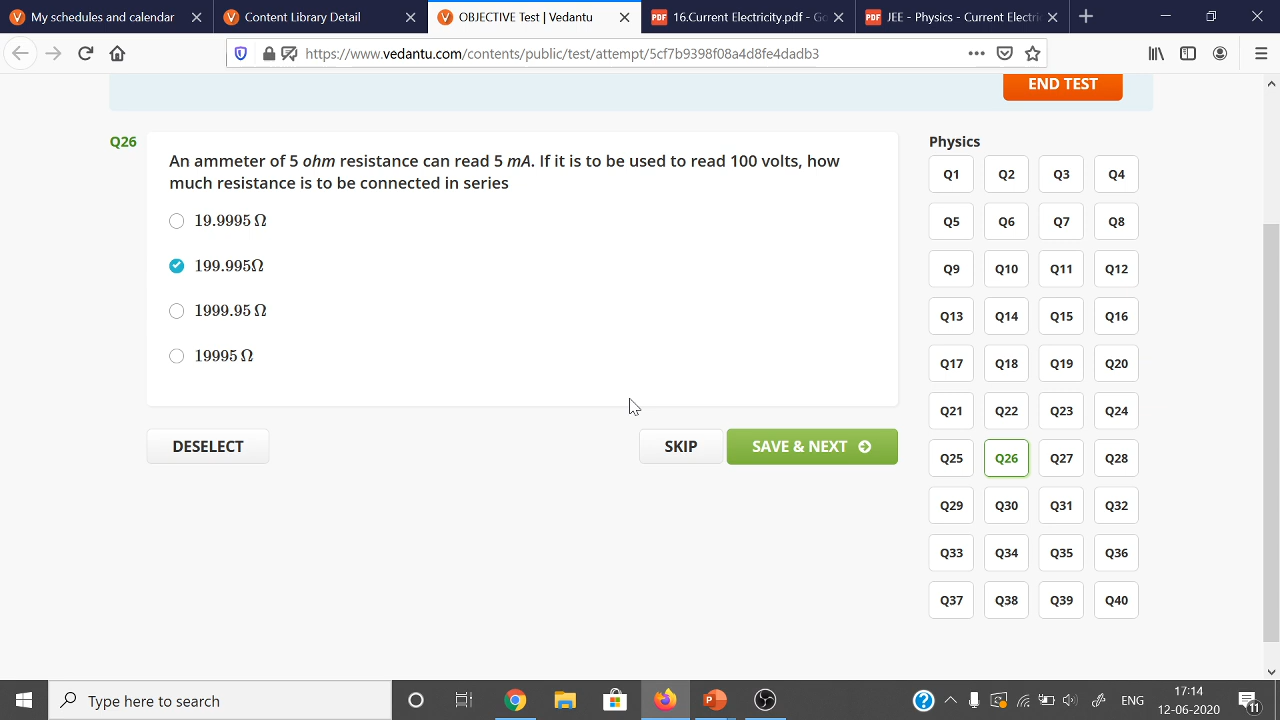 My schedules and calendar
Content Library Detail
OBJECTIVE Test | Vedantu
16.Current Electricity.pdf - Go
JEE - Physics - Current Electri
https://www.vedantu.com/contents/public/test/attempt/5cf7b9398f08a4d8fe4dadb3
END TEST
Q26
An ammeter of 5 ohm resistance can read 5 mA. If it is to be used to read 100 volts, how
much resistance is to be connected in series
19.9995 Ω
199.995Ω
1999.95 Ω
19995 Ω
DESELECT
SKIP
SAVE & NEXT
Physics
Q1 Q2 Q3 Q4
Q5 Q6 Q7 Q8
Q9 Q10 Q11 Q12
Q13 Q14 Q15 Q16
Q17 Q18 Q19 Q20
Q21 Q22 Q23 Q24
Q25 Q26 Q27 Q28
Q29 Q30 Q31 Q32
Q33 Q34 Q35 Q36
Q37 Q38 Q39 Q40
Type here to search
ENG
17:14
12-06-2020
11